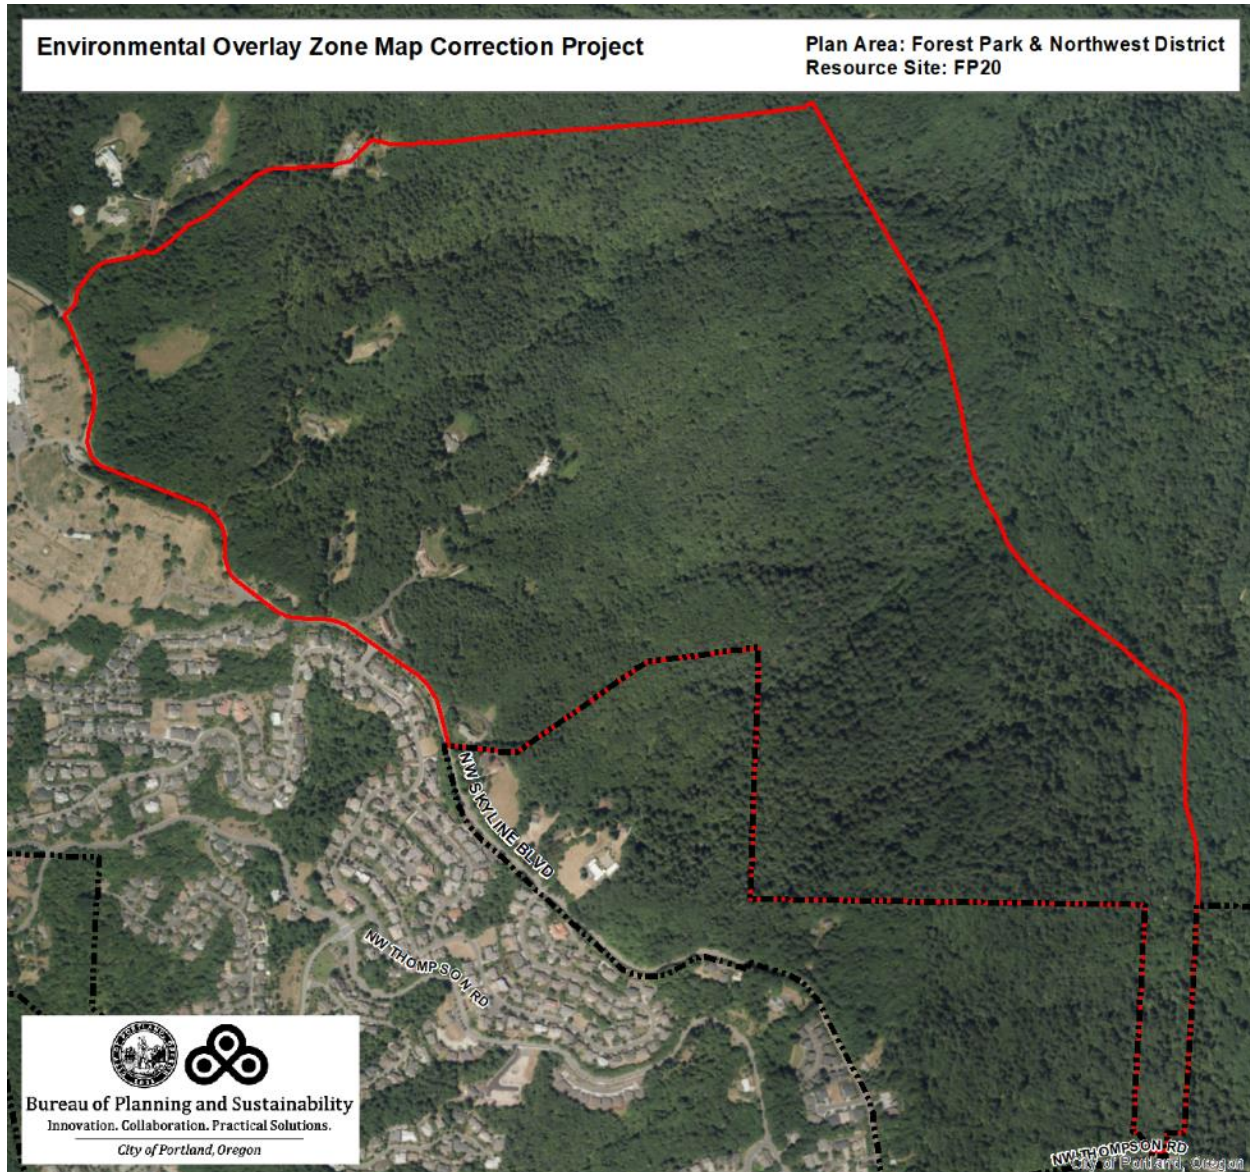 Environmental Overlay Zone Map Correction Project
Plan Area: Forest Park & Northwest District
Resource Site: FP20
NW SKYLINE BLVD
NW THOMPSON RD
Bureau of Planning and Sustainability
Innovation. Collaboration. Practical Solutions.
City of Portland, Oregon
NW THOMPSON RD
City of Portland, Oregon